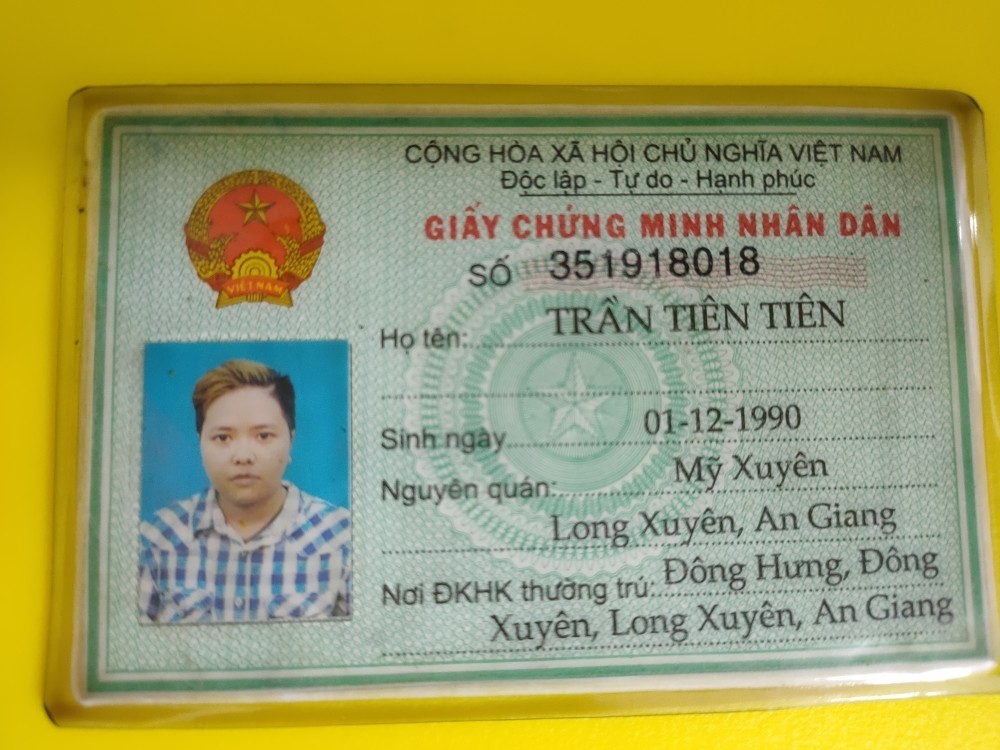 CỘNG HÒA XÃ HỘI CHỦ NGHĨA VIỆT NAM
Độc lập - Tự do - Hạnh phúc
GIẤY CHỨNG MINH NHÂN DÂN
SỐ 351918018
VIỆT NAM
Họ tên: TRẦN TIÊN TIÊN
Sinh ngày 01-12-1990
Nguyên quán: Mỹ Xuyên
Long Xuyên, An Giang
Nơi ĐKHK thường trú: Đông Hưng, Đông
Xuyên, Long Xuyên, An Giang